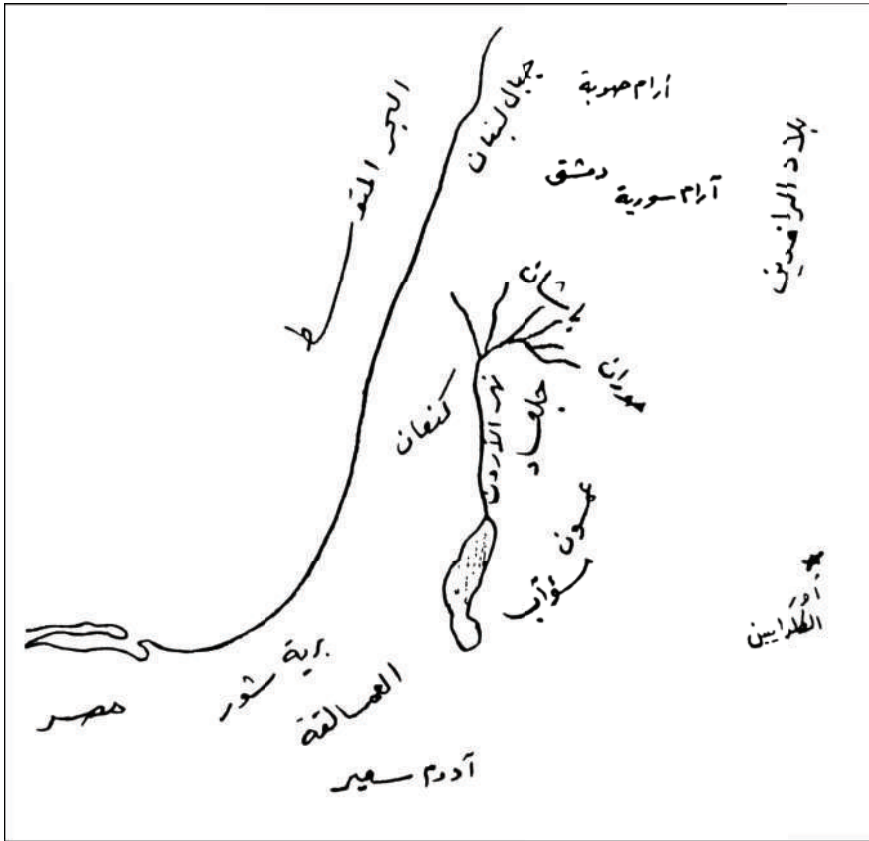 أرام صوبة
جبال لبنان
البحر المتوسط
بلاد الرافدين
دمشق
آرام سورية
باشان
حوران
نهر الأردن
جلعاد
كنعان
عمون
مؤآب
أور
الكلدانيين
برية شور
العمالقة
مصر
آدوم سعير